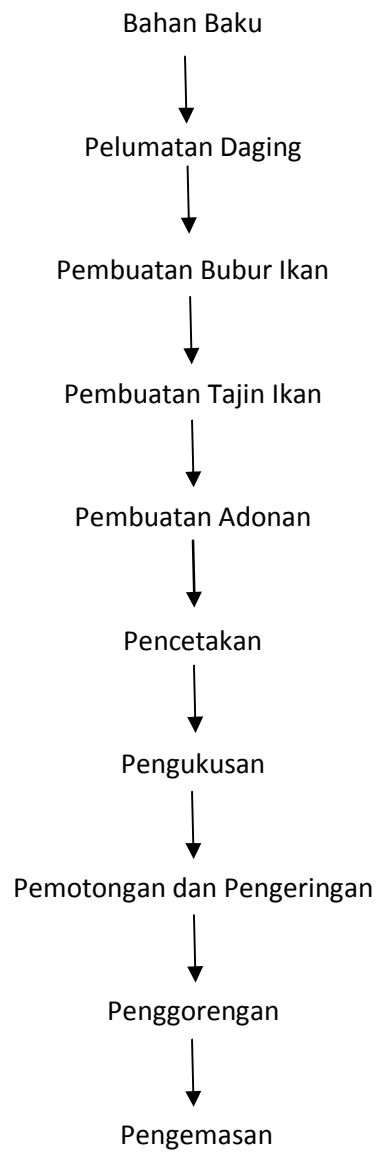 Bahan Baku
Pelumatan Daging
Pembuatan Bubur Ikan
Pembuatan Tajin Ikan
Pembuatan Adonan
Pencetakan
Pengukusan
Pemotongan dan Pengeringan
Penggorengan
Pengemasan